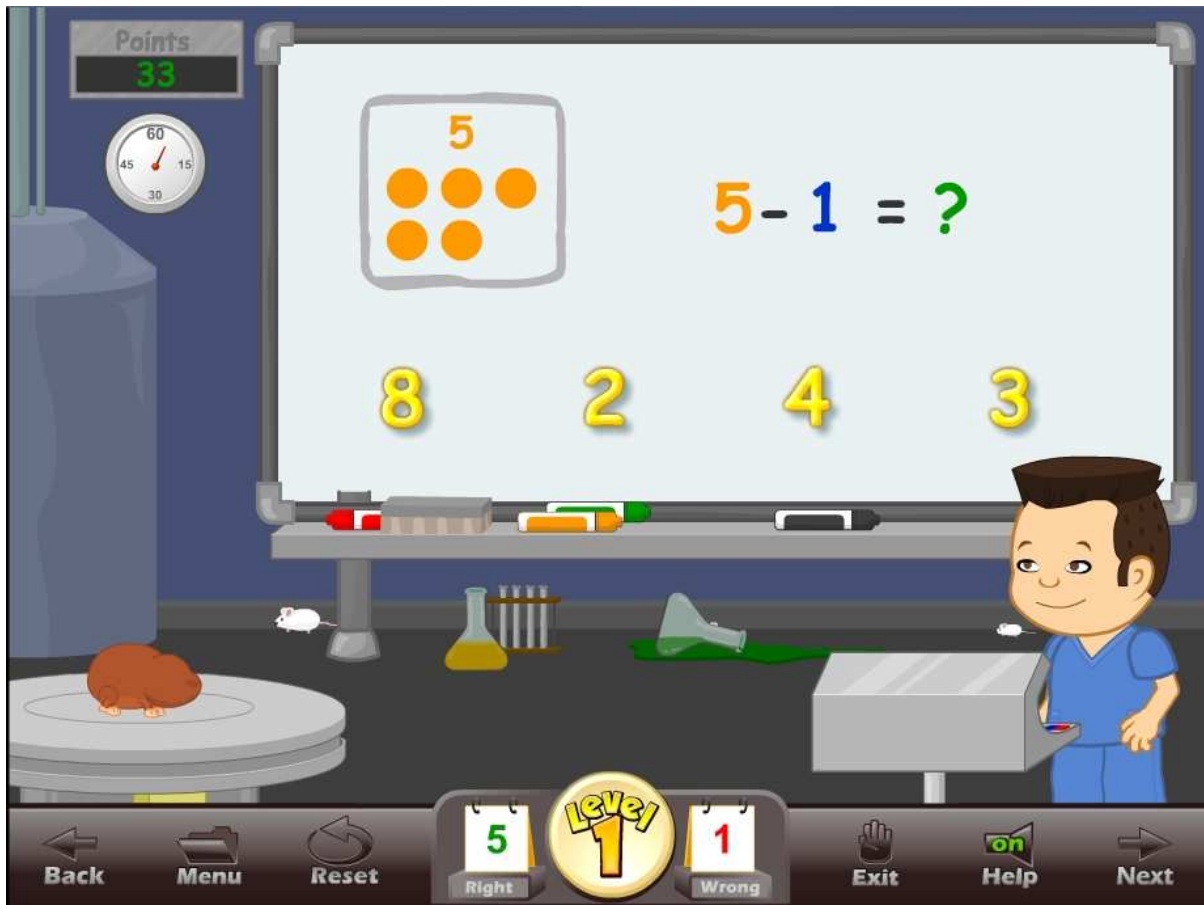 Points
33
60
45 15
30
5
5 - 1 = ?
8 2 4 3
Level
1
5
Right
1
Wrong
Back
Menu
Reset
Exit
on
Help
Next